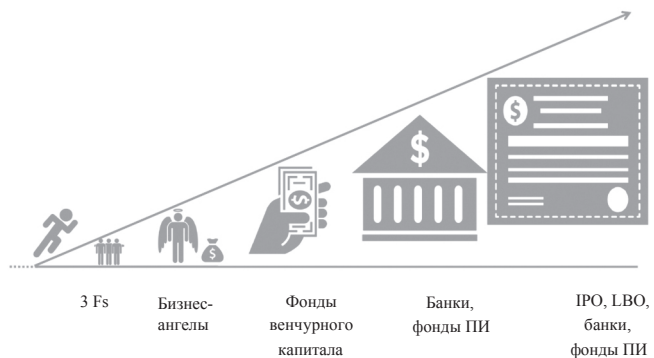 $
$
$
$
3 Fs
Бизнес-
ангелы
Фонды
венчурного
капитала
Банки,
фонды ПИ
IPO, LBO,
банки,
фонды ПИ